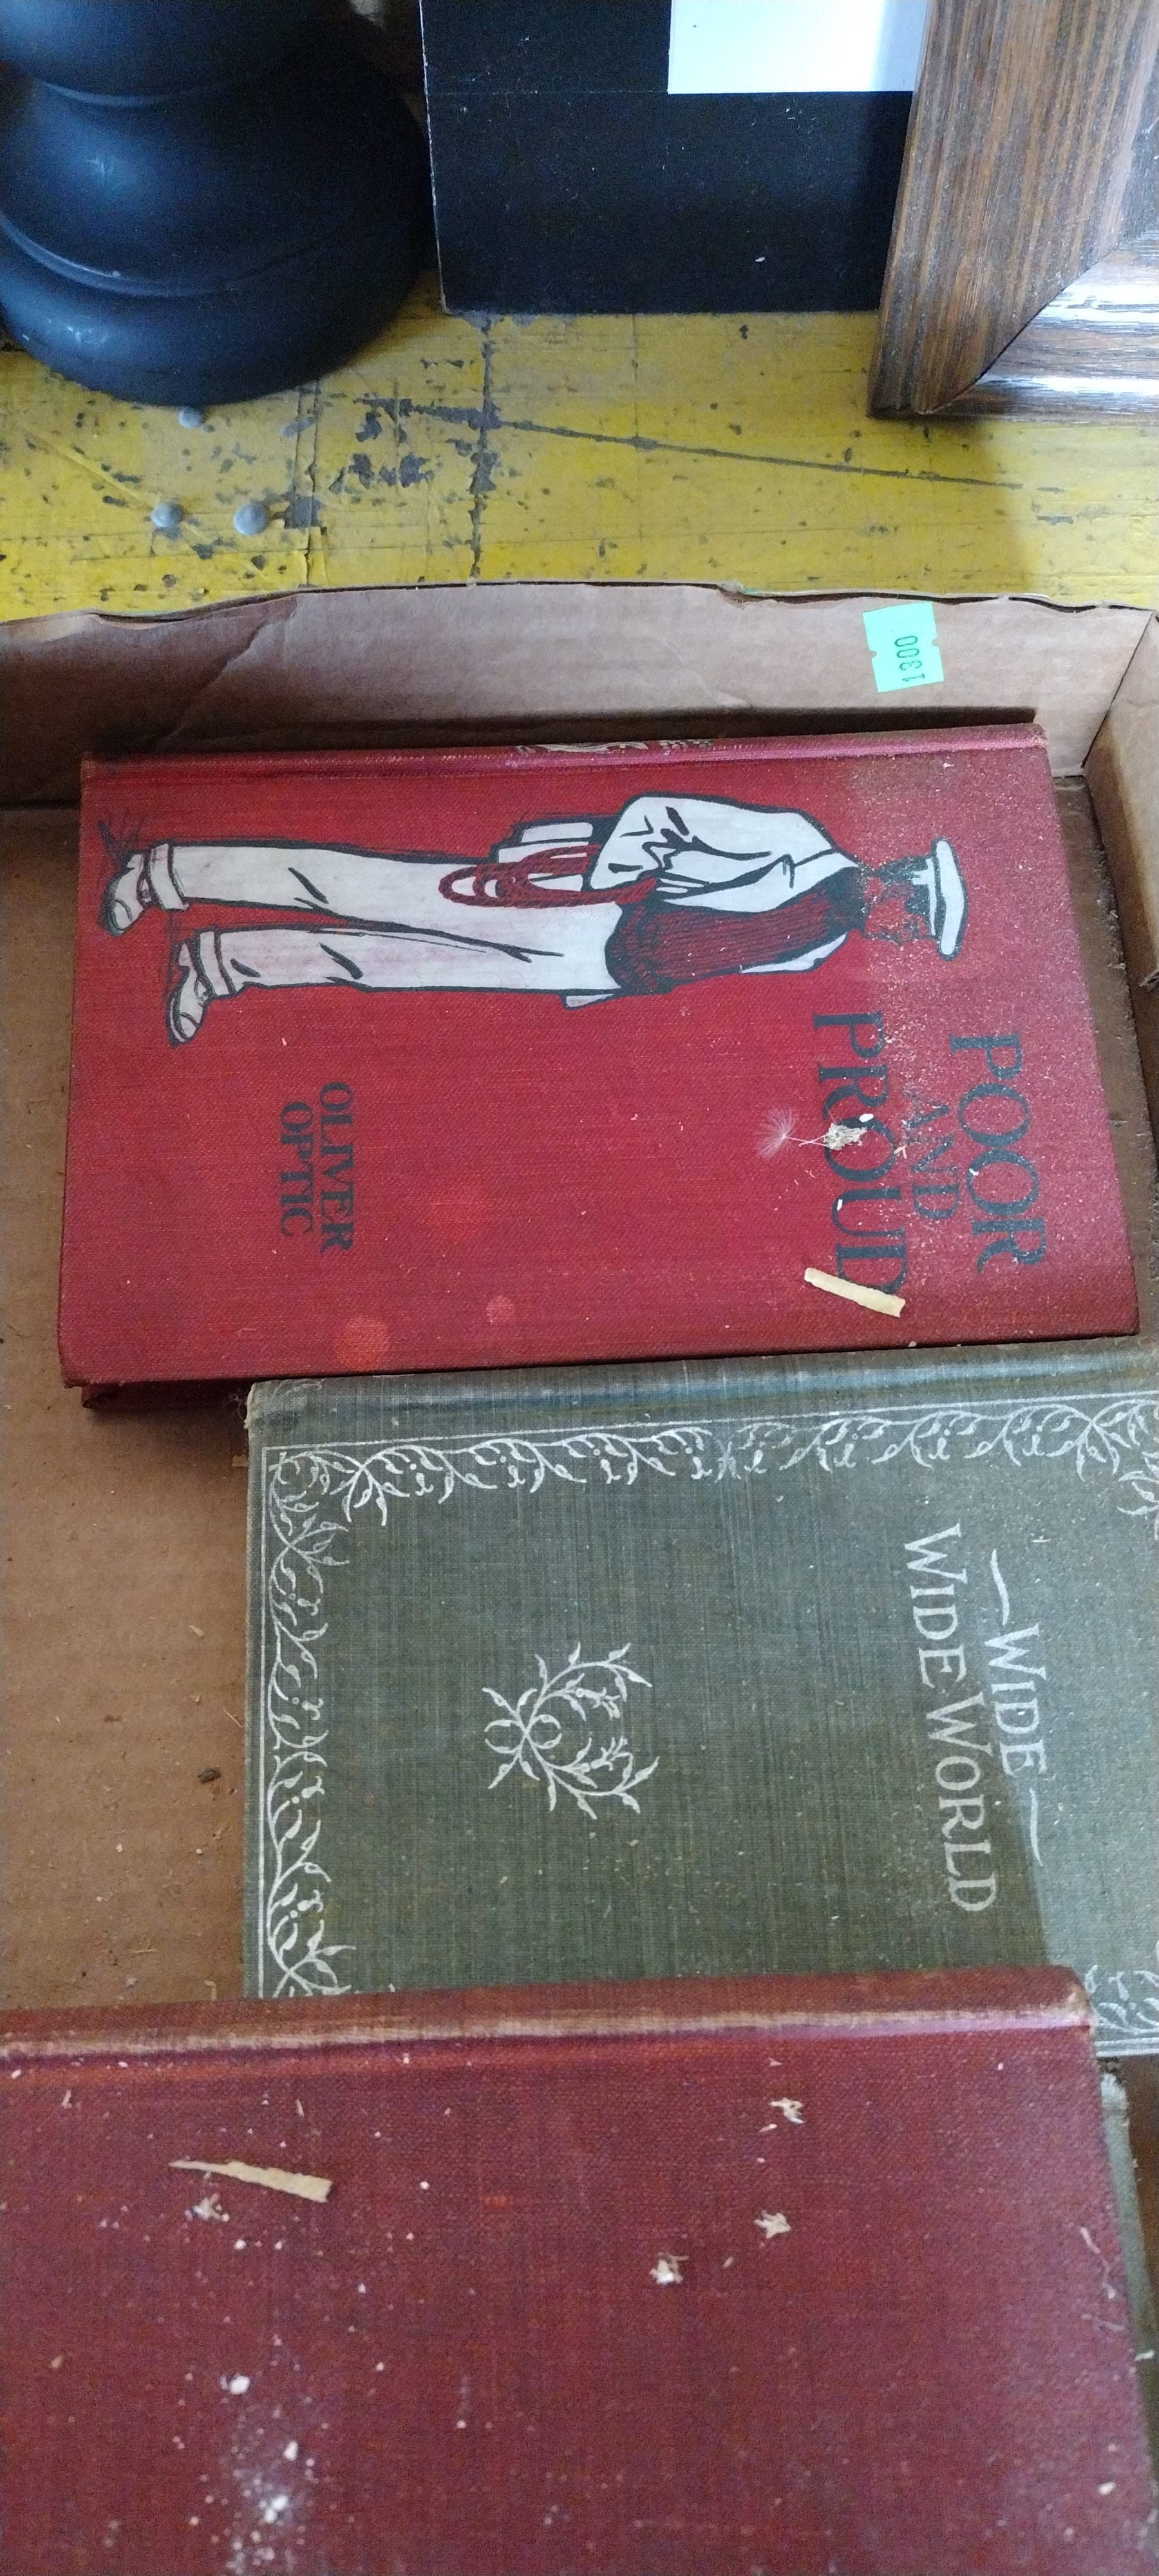 1300
POOR
AND
PROUD
OLIVER
OPTIC
WIDE
WIDE WORLD